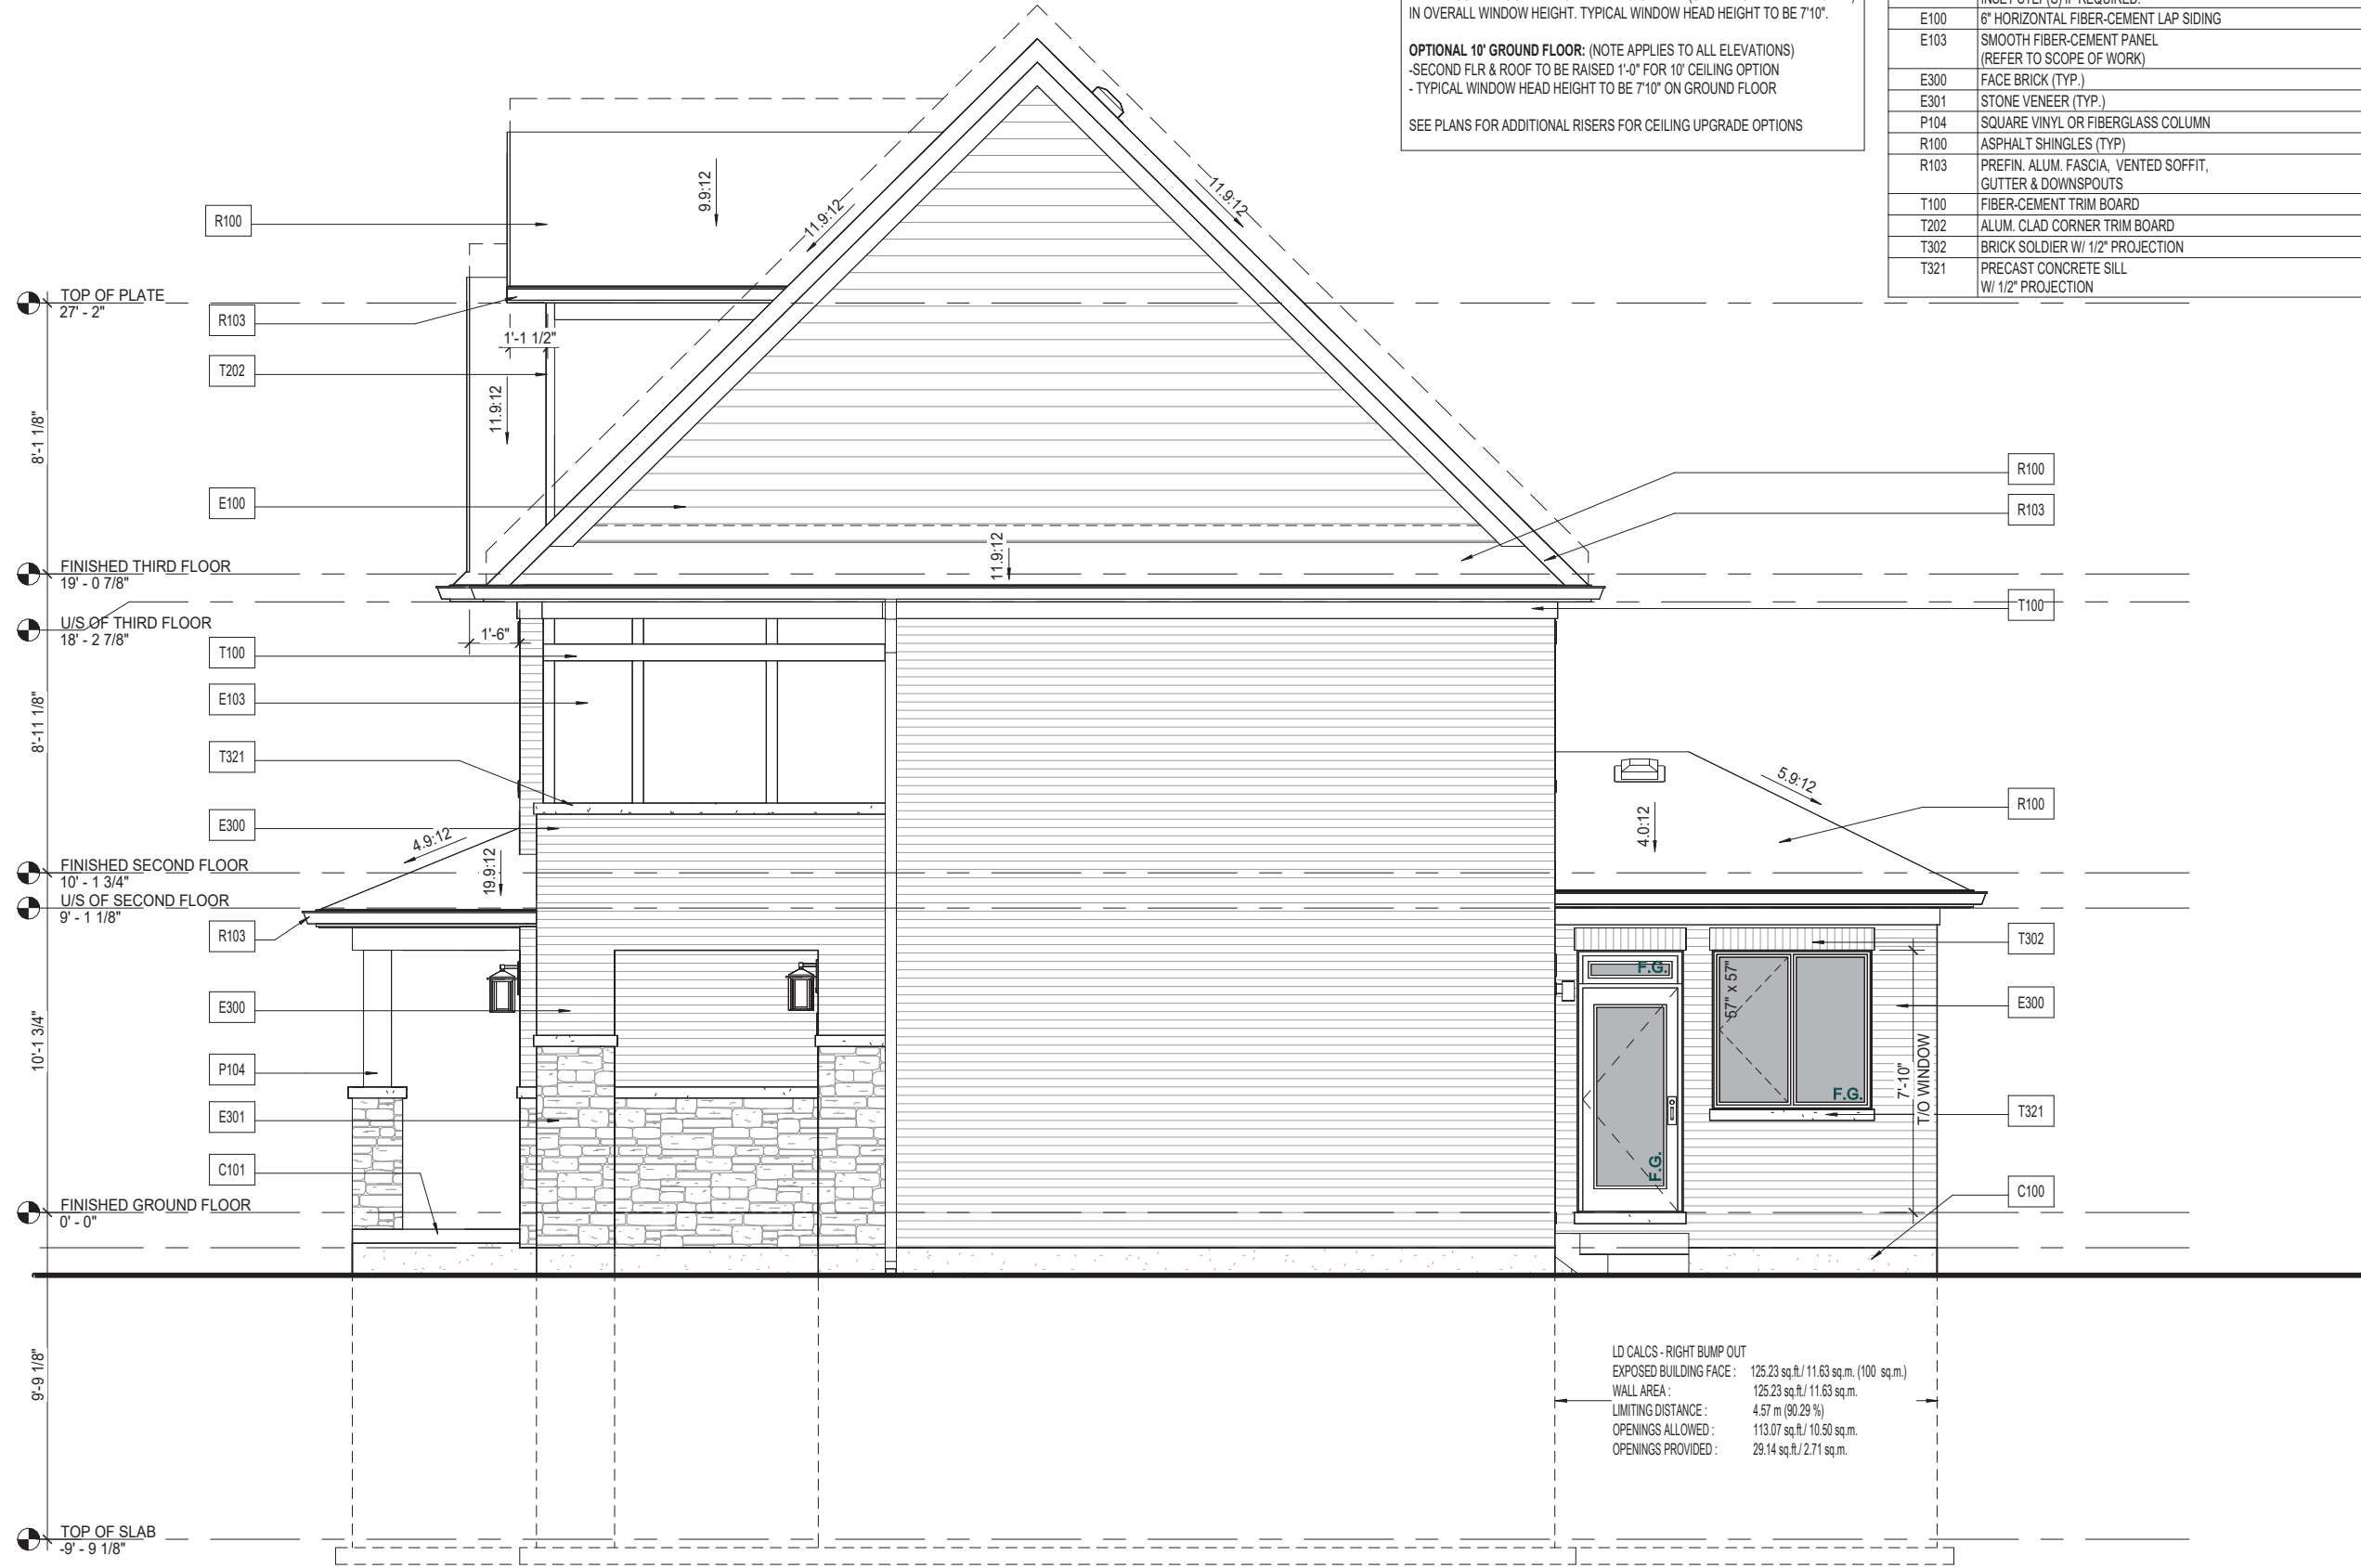 IN OVERALL WINDOW HEIGHT. TYPICAL WINDOW HEAD HEIGHT TO BE 7'10".
OPTIONAL 10' GROUND FLOOR: (NOTE APPLIES TO ALL ELEVATIONS)
-SECOND FLR & ROOF TO BE RAISED 1'-0" FOR 10' CEILING OPTION
- TYPICAL WINDOW HEAD HEIGHT TO BE 7'10" ON GROUND FLOOR
SEE PLANS FOR ADDITIONAL RISERS FOR CEILING UPGRADE OPTIONS
E100 6" HORIZONTAL FIBER-CEMENT LAP SIDING
E103 SMOOTH FIBER-CEMENT PANEL
(REFER TO SCOPE OF WORK)
E300 FACE BRICK (TYP.)
E301 STONE VENEER (TYP.)
P104 SQUARE VINYL OR FIBERGLASS COLUMN
R100 ASPHALT SHINGLES (TYP)
R103 PREFIN. ALUM. FASCIA, VENTED SOFFIT,
GUTTER & DOWNSPOUTS
T100 FIBER-CEMENT TRIM BOARD
T202 ALUM. CLAD CORNER TRIM BOARD
T302 BRICK SOLDIER W/ 1/2" PROJECTION
T321 PRECAST CONCRETE SILL
W/ 1/2" PROJECTION
9.9:12
11.9:12
11.9:12
R100
TOP OF PLATE
27' - 2"
R103
1'-1 1/2"
T202
11.9:12
8'-1 1/8"
E100
R100
R103
11.9:12
FINISHED THIRD FLOOR
19' - 0 7/8"
T100
U/S OF THIRD FLOOR
18' - 2 7/8"
1'-6"
T100
E103
8'-11 1/8"
T321
5.9:12
R100
4.0:12
E300
4.9:12
19.9:12
FINISHED SECOND FLOOR
10' - 1 3/4"
U/S OF SECOND FLOOR
9' - 1 1/8"
R103
T302
F.G.
57" x 57"
E300
E300
10'-1 3/4"
T/O WINDOW
7'-10"
P104
F.G.
E301
T321
F.G.
C101
C100
FINISHED GROUND FLOOR
0' - 0"
9'-9 1/8"
LD CALCS - RIGHT BUMP OUT
EXPOSED BUILDING FACE : 125.23 sq.ft./ 11.63 sq.m. (100 sq.m.)
WALL AREA : 125.23 sq.ft./ 11.63 sq.m.
LIMITING DISTANCE : 4.57 m (90.29 %)
OPENINGS ALLOWED : 113.07 sq.ft./ 10.50 sq.m.
OPENINGS PROVIDED : 29.14 sq.ft./ 2.71 sq.m.
TOP OF SLAB
-9' - 9 1/8"